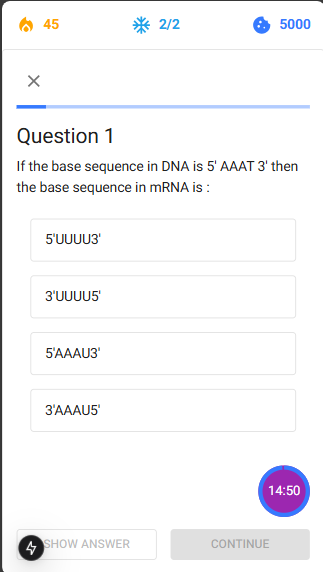 45 2/2 5000
Question 1
If the base sequence in DNA is 5' AAAT 3' then
the base sequence in mRNA is :
5'UUUU3'
3'UUUU5'
5'AAAU3'
3'AAAU5'
14:50
SHOW ANSWER CONTINUE